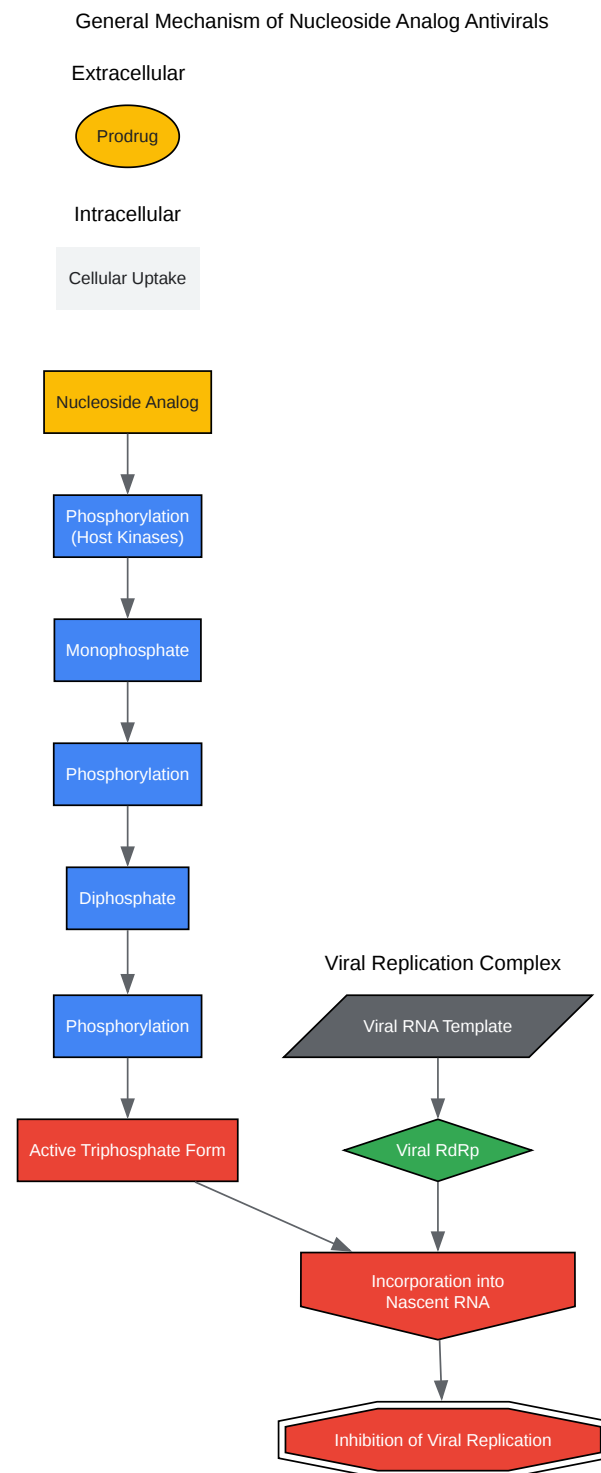 General Mechanism of Nucleoside Analog Antivirals
Extracellular
Prodrug
Intracellular
Cellular Uptake
Nucleoside Analog
Phosphorylation
(Host Kinases)
Monophosphate
Phosphorylation
Diphosphate
Phosphorylation
Active Triphosphate Form
Viral Replication Complex
Viral RNA Template
Viral RdRp
Incorporation into
Nascent RNA
Inhibition of Viral Replication